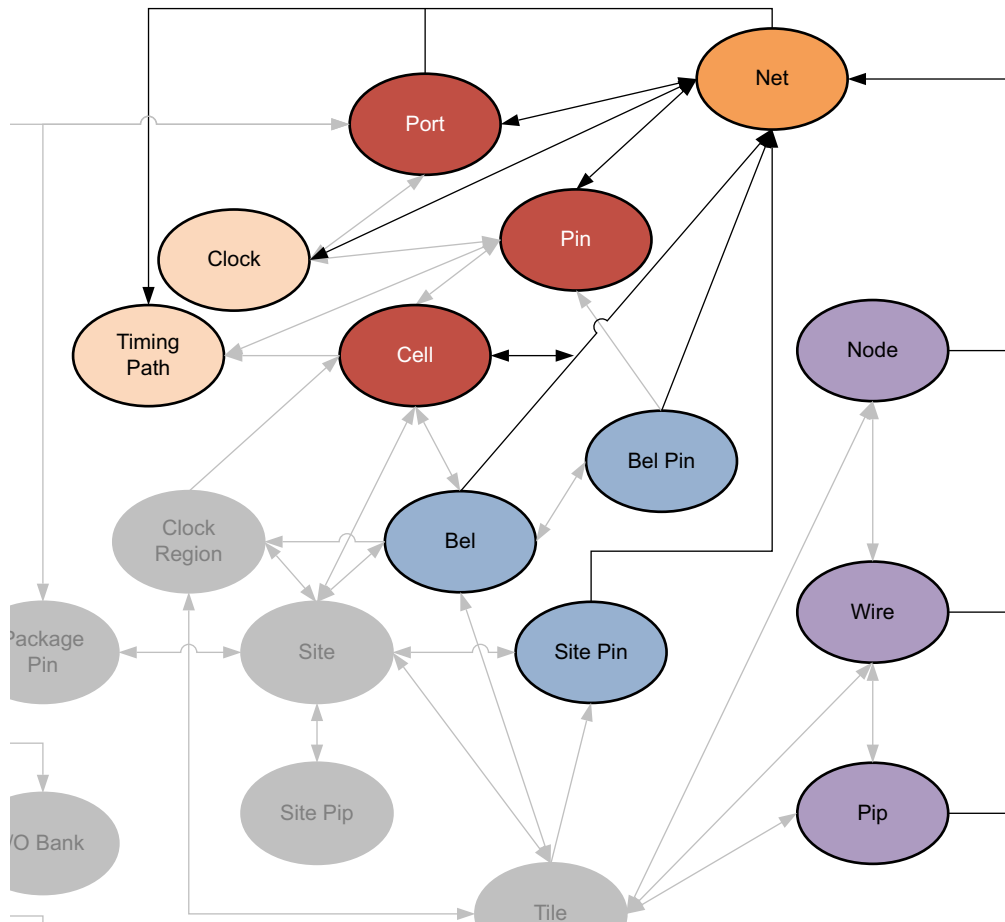 Net
Port
Pin
Clock
Timing
Path
Cell
Node
Bel Pin
Clock
Region
Bel
Wire
Package
Pin
Site
Site Pin
Site Pip
Pip
/O Bank
Tile